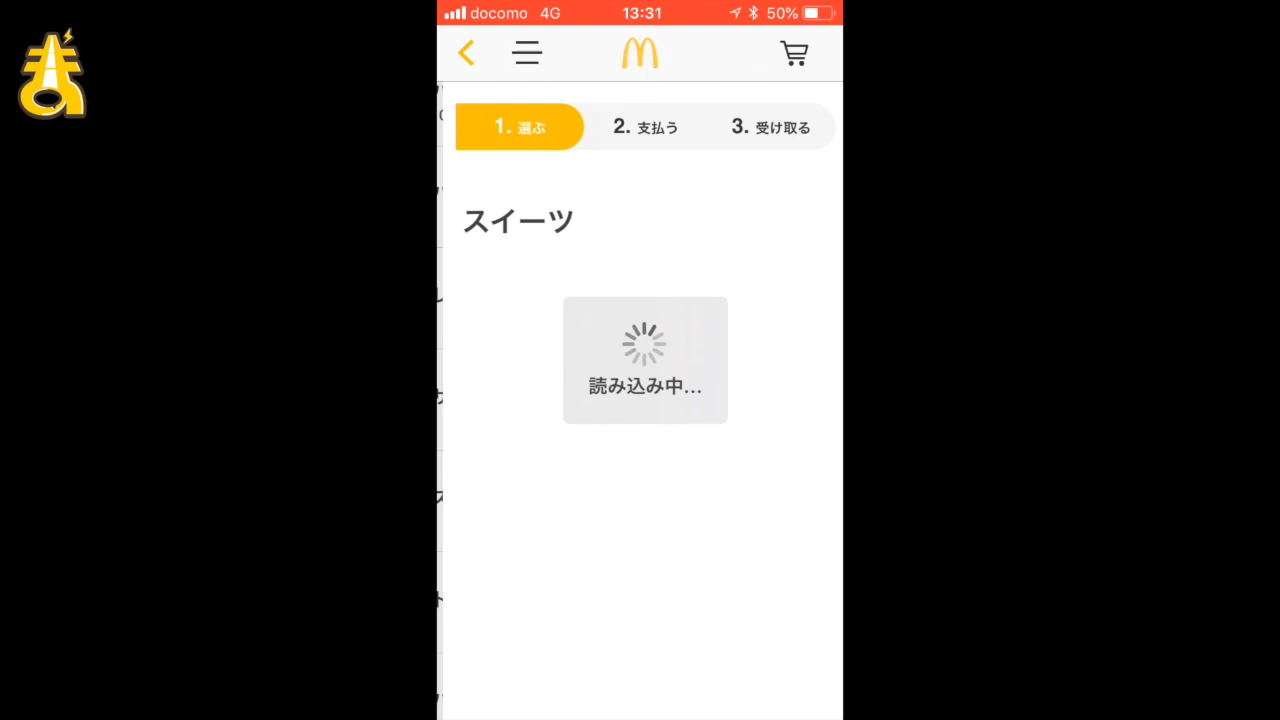 docomo 4G 13:31 50%
1. 選ぶ 2. 支払う 3. 受け取る
スイーツ
読み込み中...